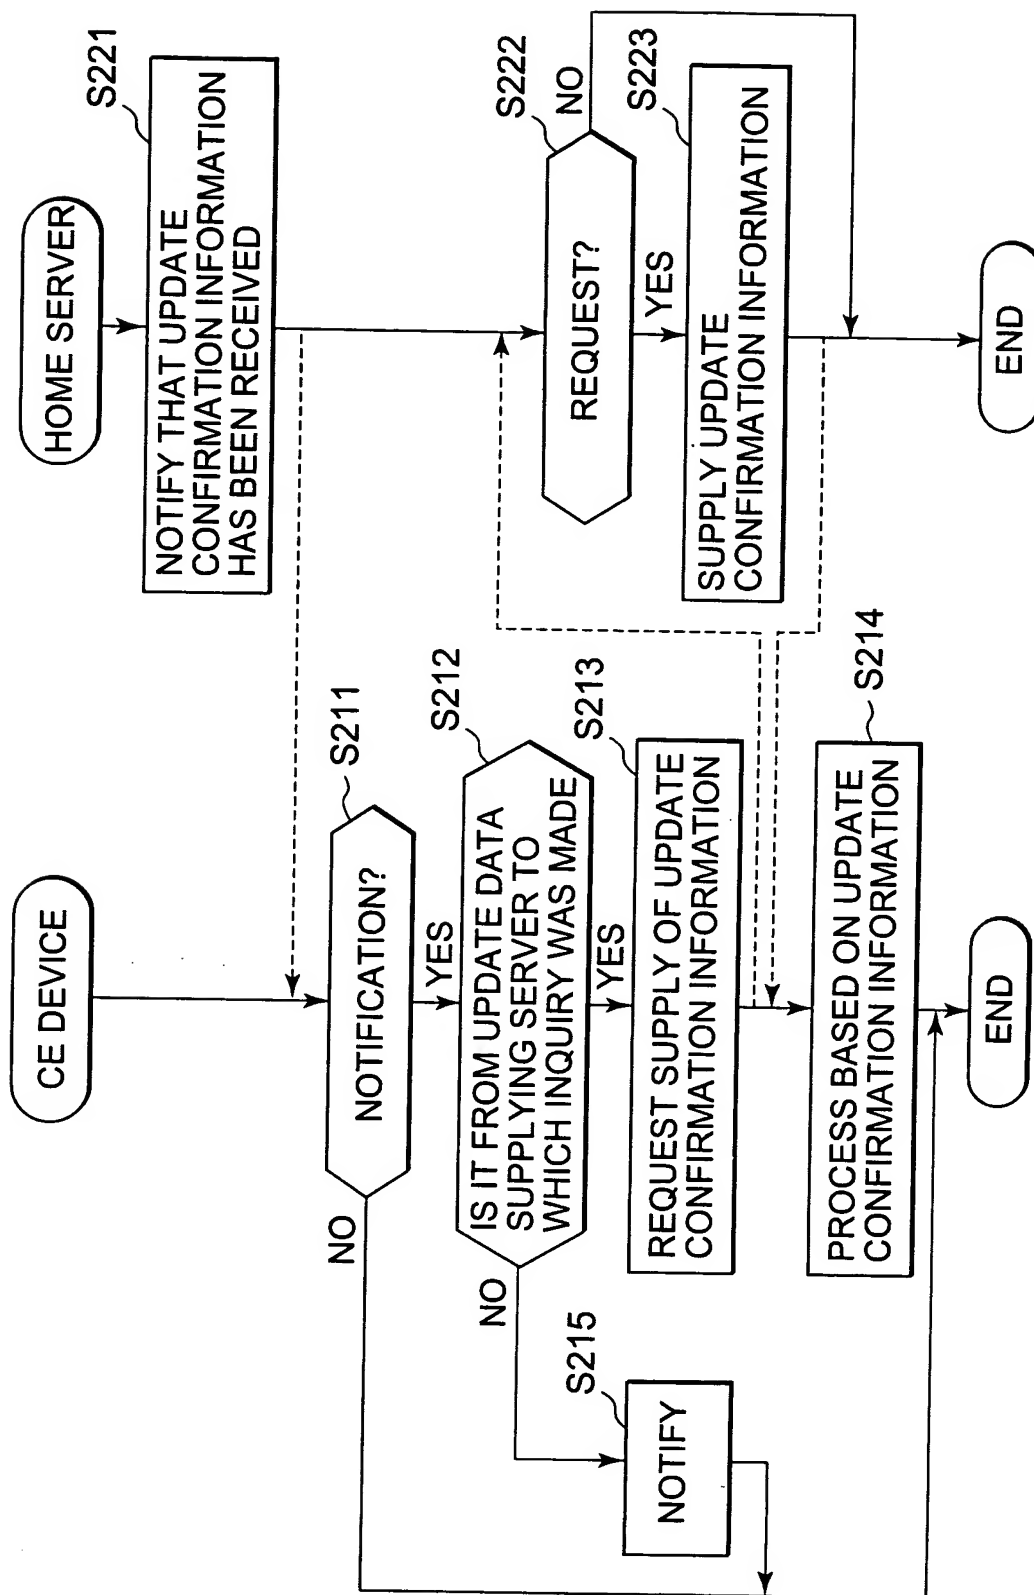 CE DEVICE
NOTIFICATION?
S211
YES
NO
IS IT FROM UPDATE DATA
SUPPLYING SERVER TO
WHICH INQUIRY WAS MADE
S212
YES
NO
REQUEST SUPPLY OF UPDATE
CONFIRMATION INFORMATION
S213
NOTIFY
S215
PROCESS BASED ON UPDATE
CONFIRMATION INFORMATION
S214
END
HOME SERVER
NOTIFY THAT UPDATE
CONFIRMATION INFORMATION
HAS BEEN RECEIVED
S221
REQUEST?
S222
NO
YES
SUPPLY UPDATE
CONFIRMATION INFORMATION
S223
END